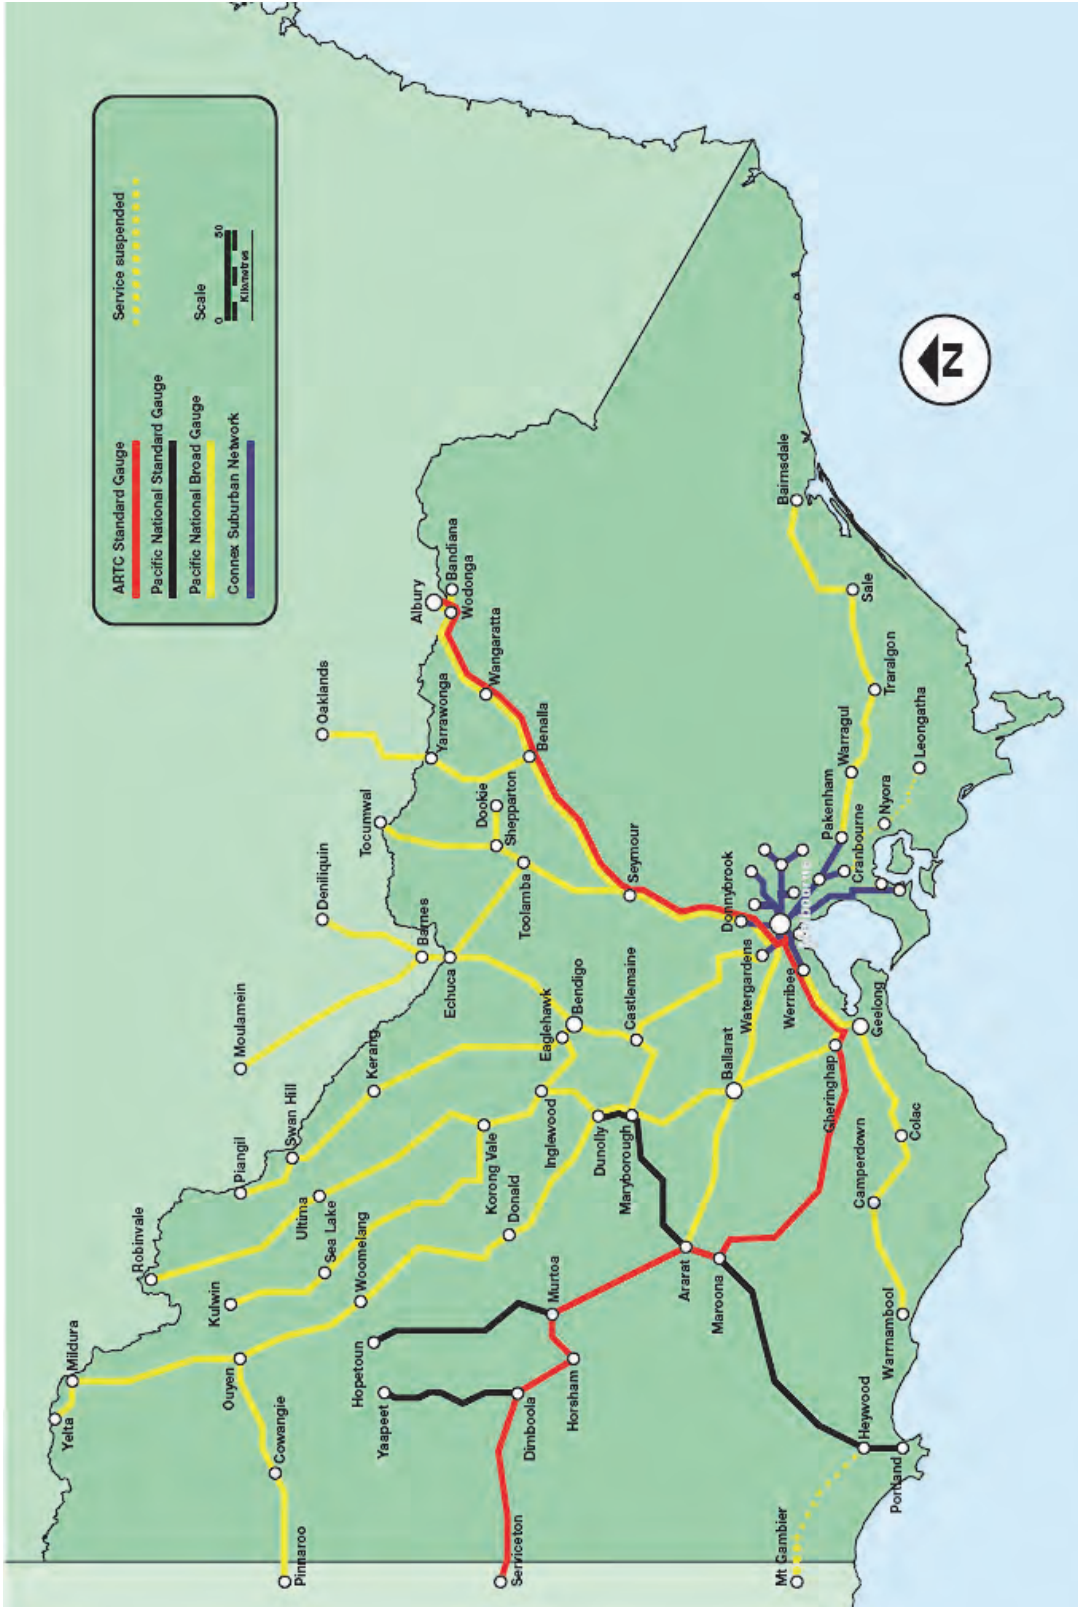 ARTC Standard Gauge
Service suspended
Pacific National Standard Gauge
Pacific National Broad Gauge
Scale
0 50
Connex Suburban Network
Kilometres
Yelta
Mildura
Robinvale
Kulwin
Ouyen
Piangil
Moulamein
Cowangie
Swan Hill
Pinnaroo
Ultima
Deniliquin
Oaklands
Sea Lake
Woomelang
Hopetoun
Kerang
Tocumwal
Yaapeet
Albury
Barnes
Yarrawonga
Echuca
Bandiana
Wodonga
Dookie
Korong Vale
Wangaratta
Shepparton
Donald
Serviceton
Toolamba
Dimboola
Benalla
Eaglehawk
Inglewood
Murtoa
Bendigo
Horsham
Dunolly
Maryborough
Castlemaine
Seymour
Ararat
Maroona
Ballarat
Donnybrook
Watergardens
Mt Gambier
Bairnsdale
Werribee
Gheringhap
Pakenham
Warragul
Camperdown
Cranbourne
Heywood
Sale
Geelong
Nyora
Traralgon
Warrnambool
Portland
Colac
Leongatha
N